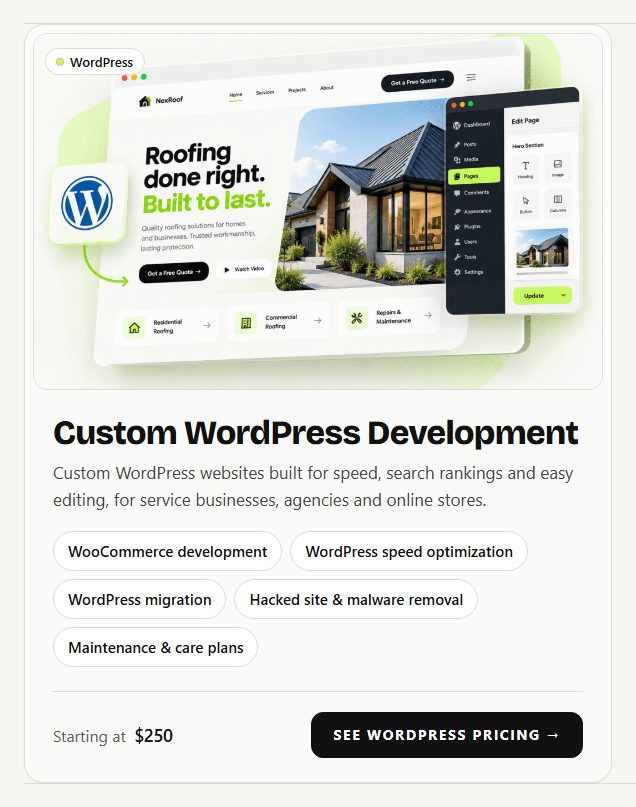 WordPress
NexRoof
Home
Services
Projects
About
Get a Free Quote →
Roofing
done right.
Built to last.
Quality roofing solutions for homes
and businesses. Trusted workmanship,
lasting protection.
Get a Free Quote →
Watch Video
Residential
Roofing
Commercial
Roofing
Repairs &
Maintenance
Dashboard
Posts
Media
Pages
Comments
Appearance
Plugins
Users
Tools
Settings
Edit Page
Hero Section
Heading
Image
Button
Columns
Update
Custom WordPress Development
Custom WordPress websites built for speed, search rankings and easy
editing, for service businesses, agencies and online stores.
WooCommerce development
WordPress speed optimization
WordPress migration
Hacked site & malware removal
Maintenance & care plans
Starting at $250
SEE WORDPRESS PRICING →